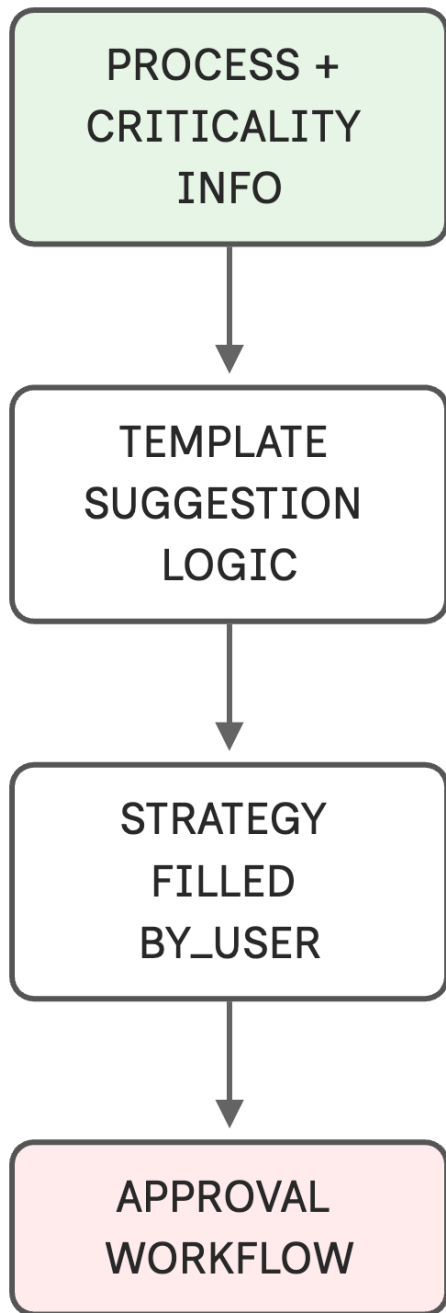 PROCESS +
CRITICALITY
INFO
TEMPLATE
SUGGESTION
LOGIC
STRATEGY
FILLED
BY_USER
APPROVAL
WORKFLOW